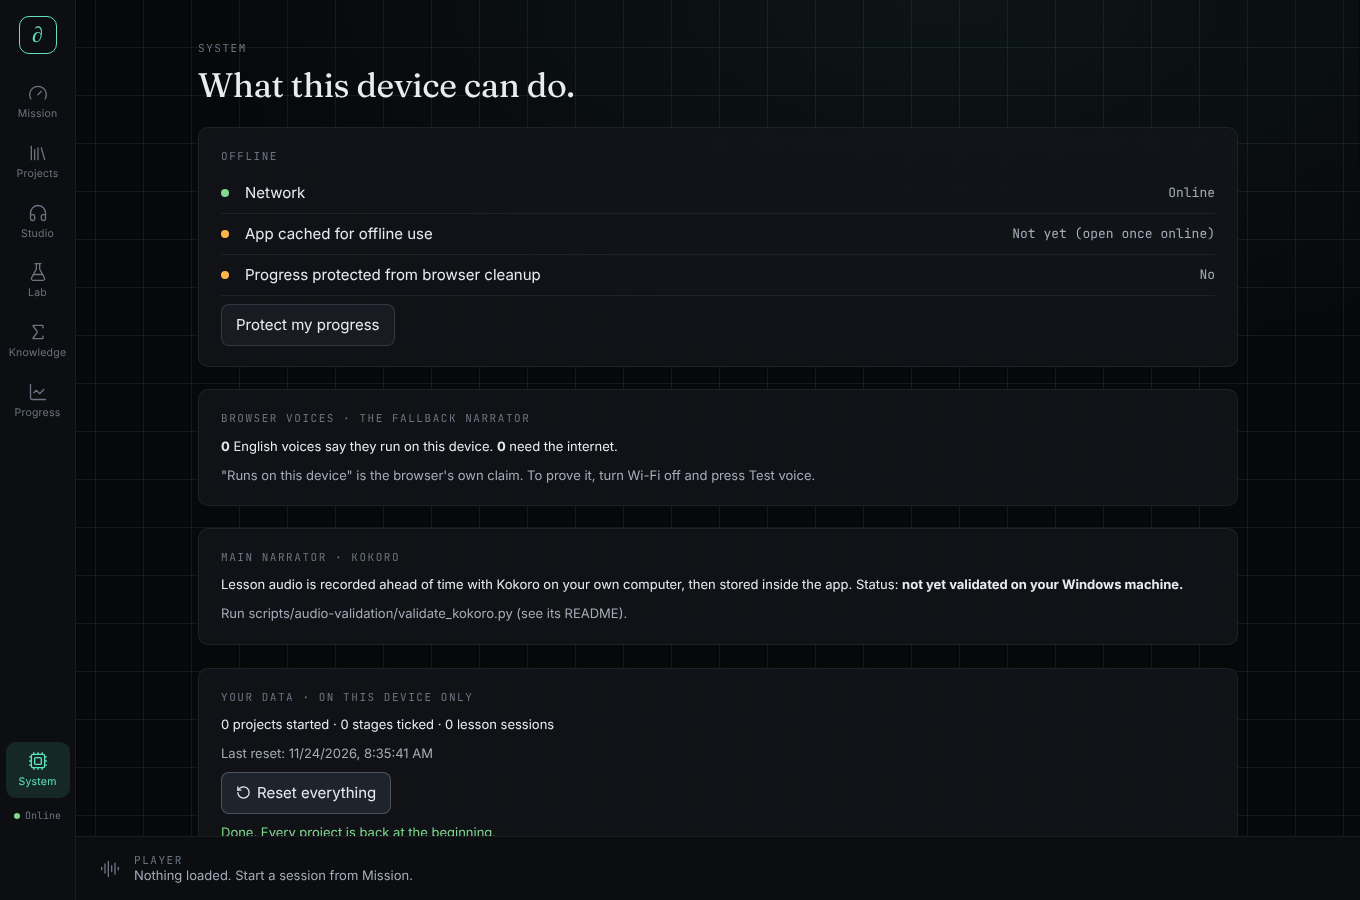 ∂
Mission
Projects
Studio
Lab
Knowledge
Progress
System
Online
SYSTEM
What this device can do.
OFFLINE
Network
Online
App cached for offline use
Not yet (open once online)
Progress protected from browser cleanup
No
Protect my progress
BROWSER VOICES · THE FALLBACK NARRATOR
0 English voices say they run on this device. 0 need the internet.
"Runs on this device" is the browser's own claim. To prove it, turn Wi-Fi off and press Test voice.
MAIN NARRATOR · KOKORO
Lesson audio is recorded ahead of time with Kokoro on your own computer, then stored inside the app. Status: not yet validated on your Windows machine.
Run scripts/audio-validation/validate_kokoro.py (see its README).
YOUR DATA · ON THIS DEVICE ONLY
0 projects started · 0 stages ticked · 0 lesson sessions
Last reset: 11/24/2026, 8:35:41 AM
Reset everything
Done. Every project is back at the beginning.
PLAYER
Nothing loaded. Start a session from Mission.